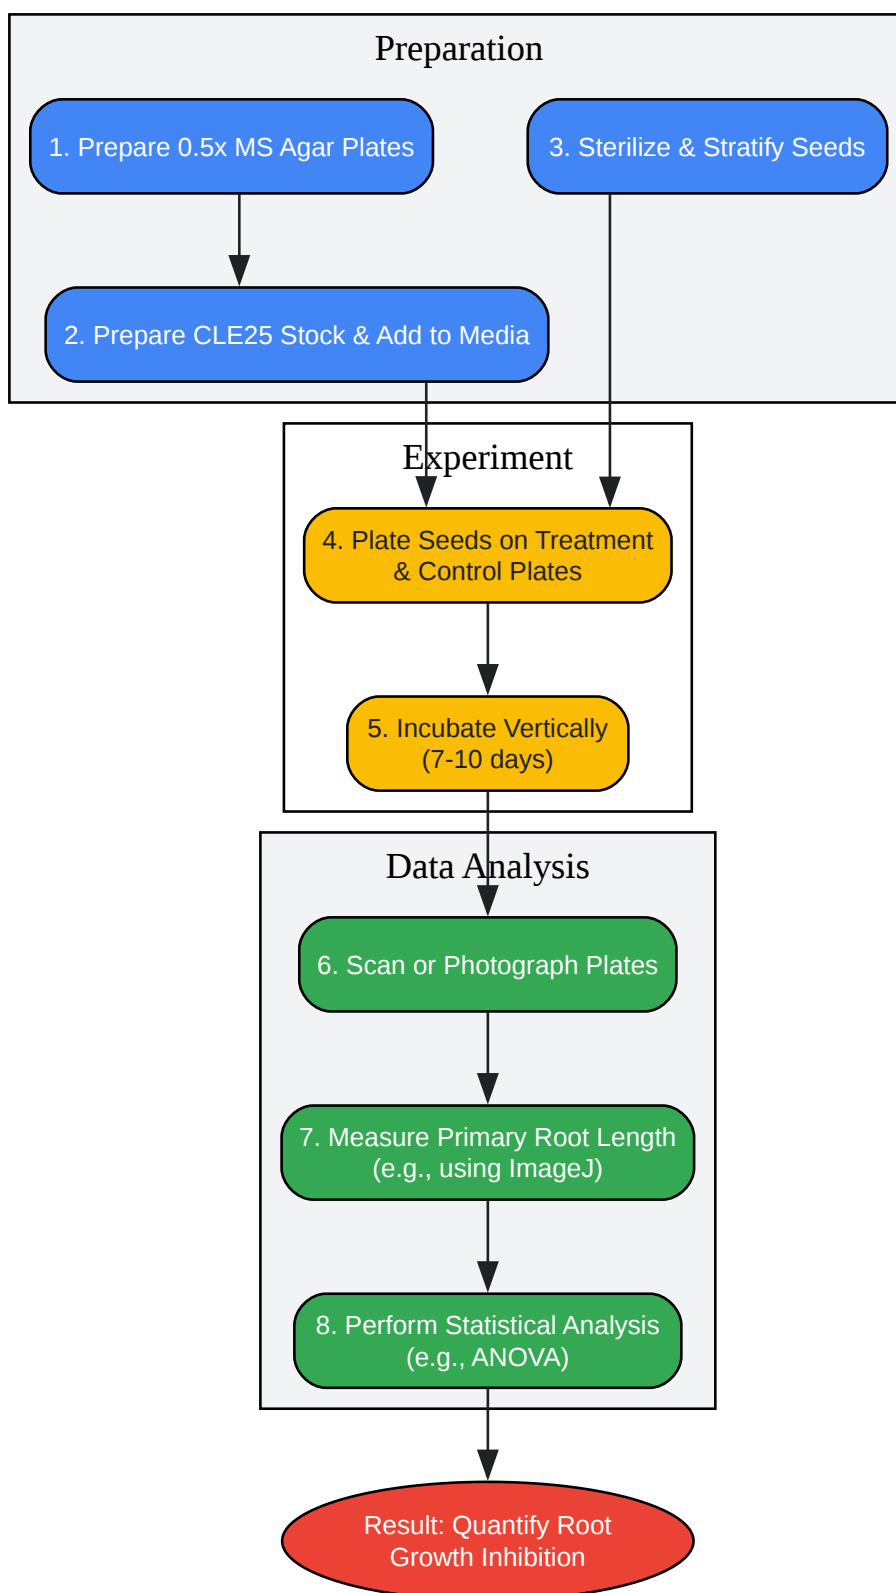 Preparation
1. Prepare 0.5x MS Agar Plates
3. Sterilize & Stratify Seeds
2. Prepare CLE25 Stock & Add to Media
Experiment
4. Plate Seeds on Treatment
& Control Plates
5. Incubate Vertically
(7-10 days)
Data Analysis
6. Scan or Photograph Plates
7. Measure Primary Root Length
(e.g., using ImageJ)
8. Perform Statistical Analysis
(e.g., ANOVA)
Result: Quantify Root
Growth Inhibition